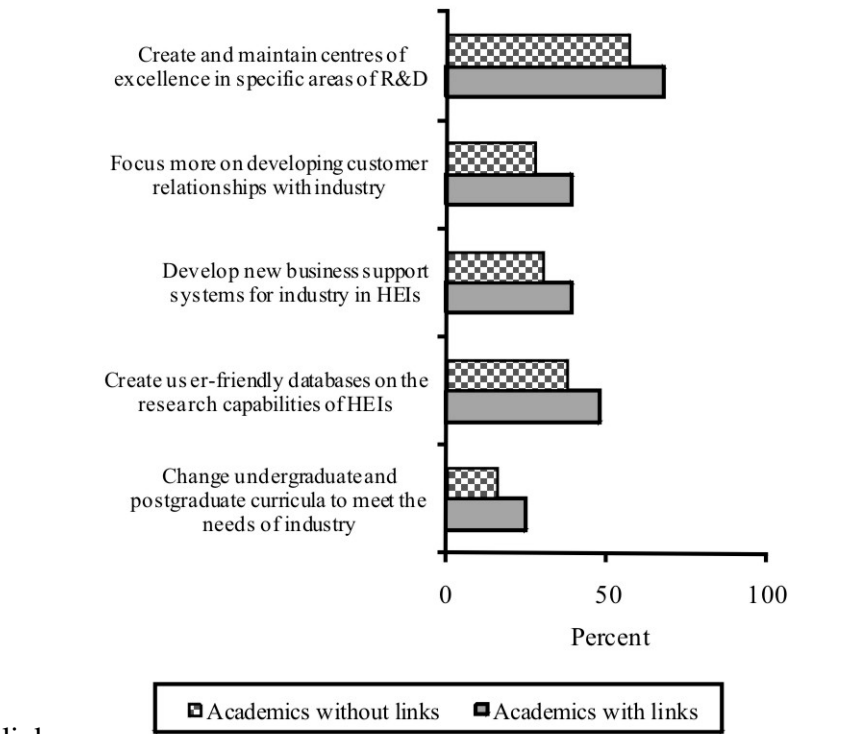 Create and maintain centres of
excellence in specific areas of R&D
Focus more on developing customer
relationships with industry
Develop new business support
systems for industry in HEIs
Create user-friendly databases on the
research capabilities of HEIs
Change undergraduate and
postgraduate curricula to meet the
needs of industry
0 50 100
Percent
Academics without links Academics with links